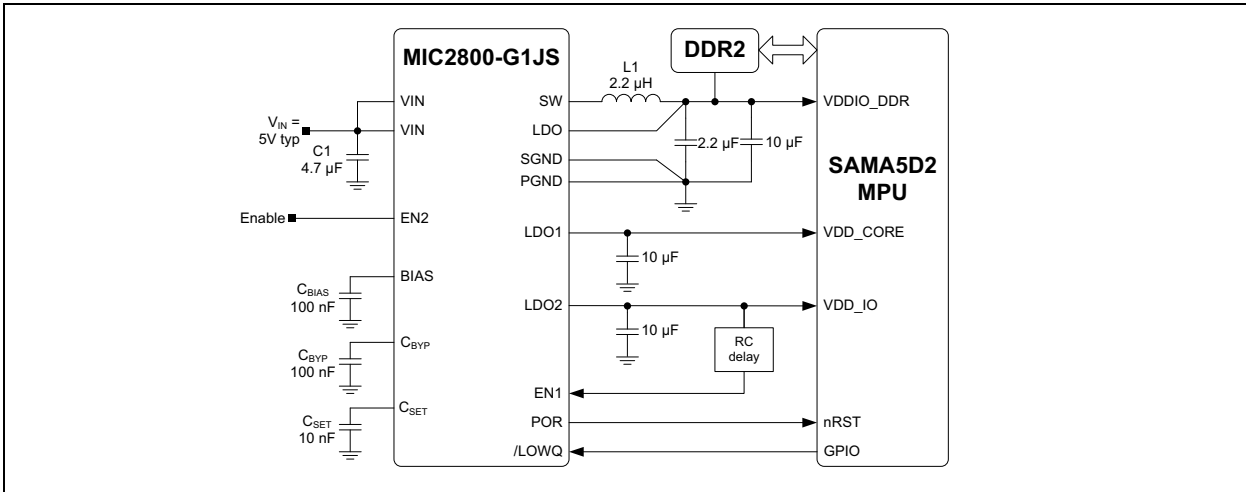 MIC2800-G1JS
VIN
VIN
V_IN =
5V typ
C1
4.7 µF
Enable
EN2
BIAS
C_BIAS
100 nF
C_BYP
C_BYP
100 nF
C_SET
C_SET
10 nF
SW
LDO
SGND
PGND
LDO1
LDO2
EN1
POR
/LOWQ
L1
2.2 µH
DDR2
2.2 µF
10 µF
10 µF
10 µF
RC
delay
VDDIO_DDR
SAMA5D2
MPU
VDD_CORE
VDD_IO
nRST
GPIO